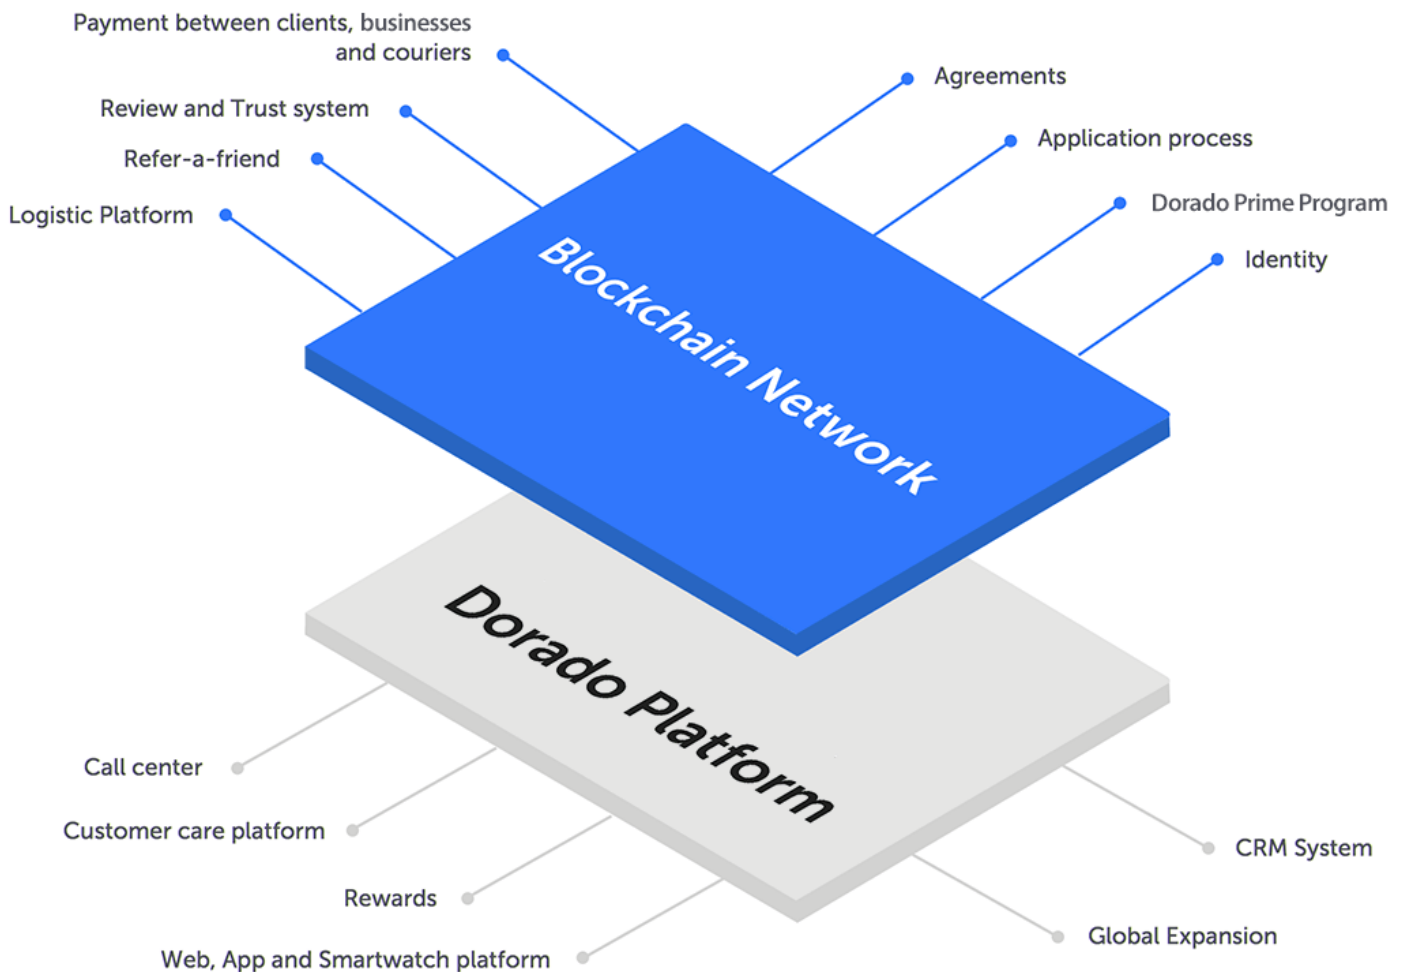 Payment between clients, businesses
and couriers
Review and Trust system
Refer-a-friend
Logistic Platform
Agreements
Application process
Dorado Prime Program
Identity
Blockchain Network
Dorado Platform
Call center
Customer care platform
Rewards
Web, App and Smartwatch platform
CRM System
Global Expansion